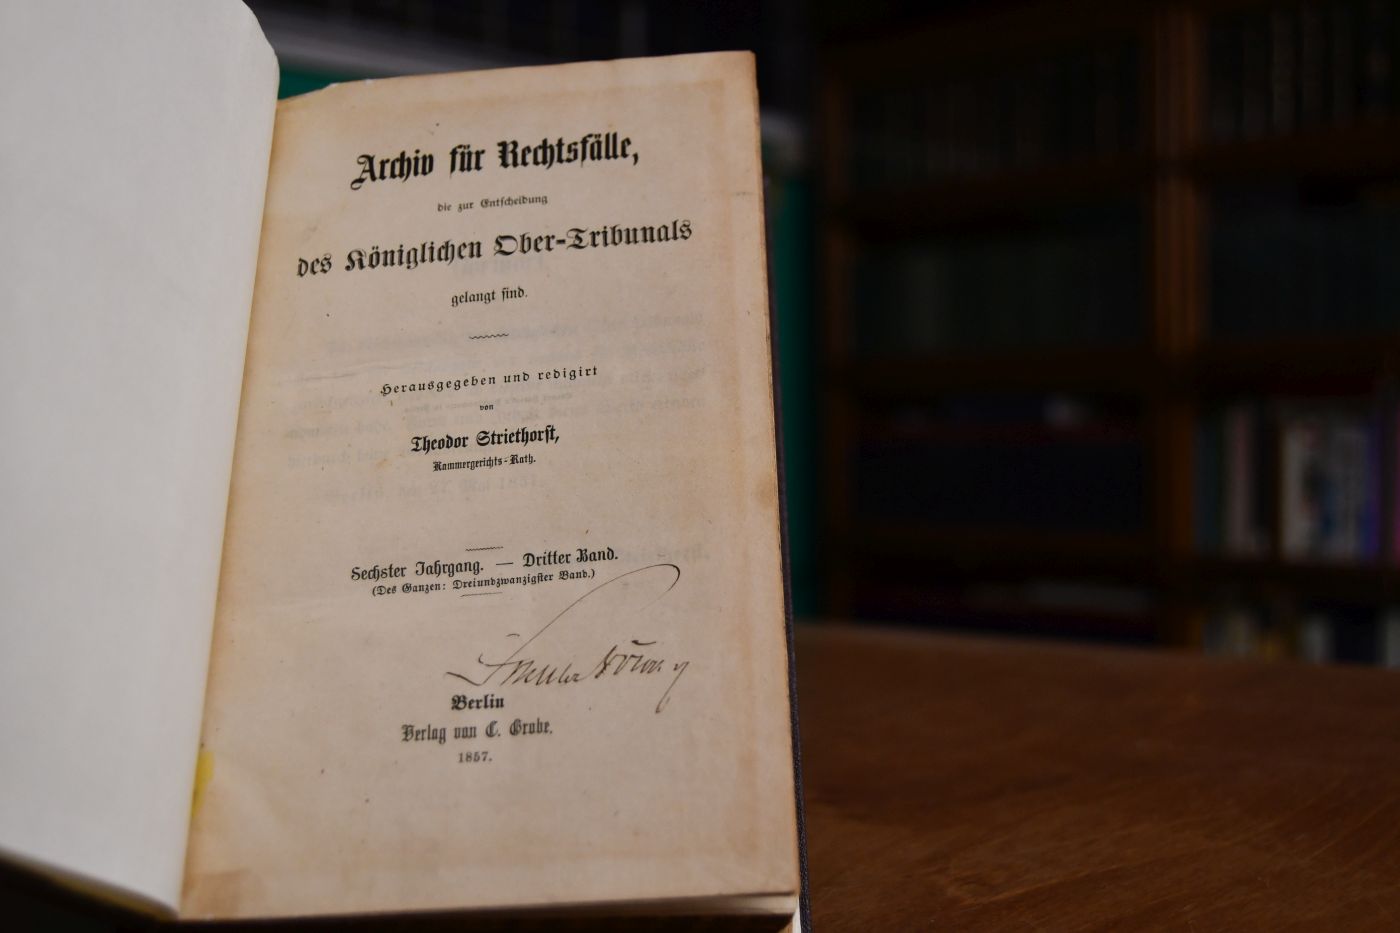 Archiv für Rechtsfälle,
die zur Entscheidung
des Königlichen Ober-Tribunals
gelangt sind.
Herausgegeben und redigirt
von
Theodor Striethorst,
Kammergerichts-Rath.
Sechster Jahrgang. — Dritter Band.
(Des Ganzen: Dreiundzwanzigster Band.)
Berlin
Verlag von C. Grobe.
1857.